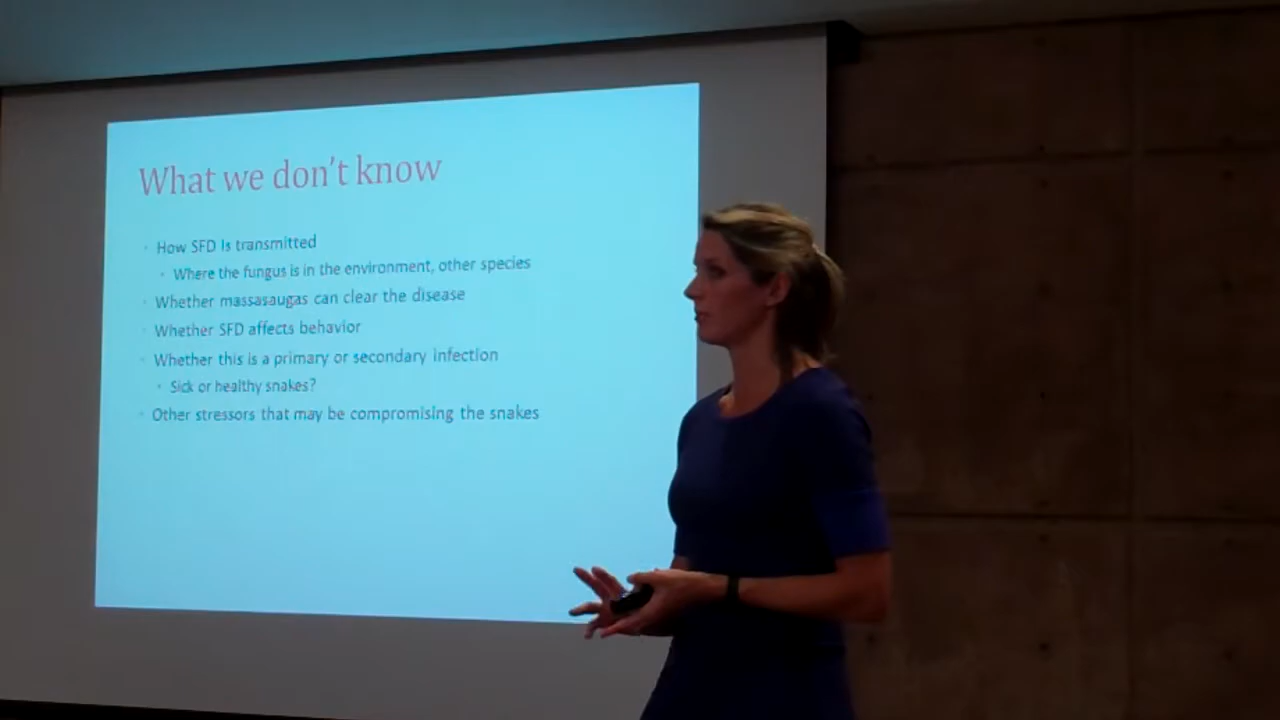 What we don't know
How SFD Is transmitted
Where the fungus is in the environment, other species
Whether massasaugas can clear the disease
Whether SFD affects behavior
Whether this is a primary or secondary infection
Sick or healthy snakes?
Other stressors that may be compromising the snakes